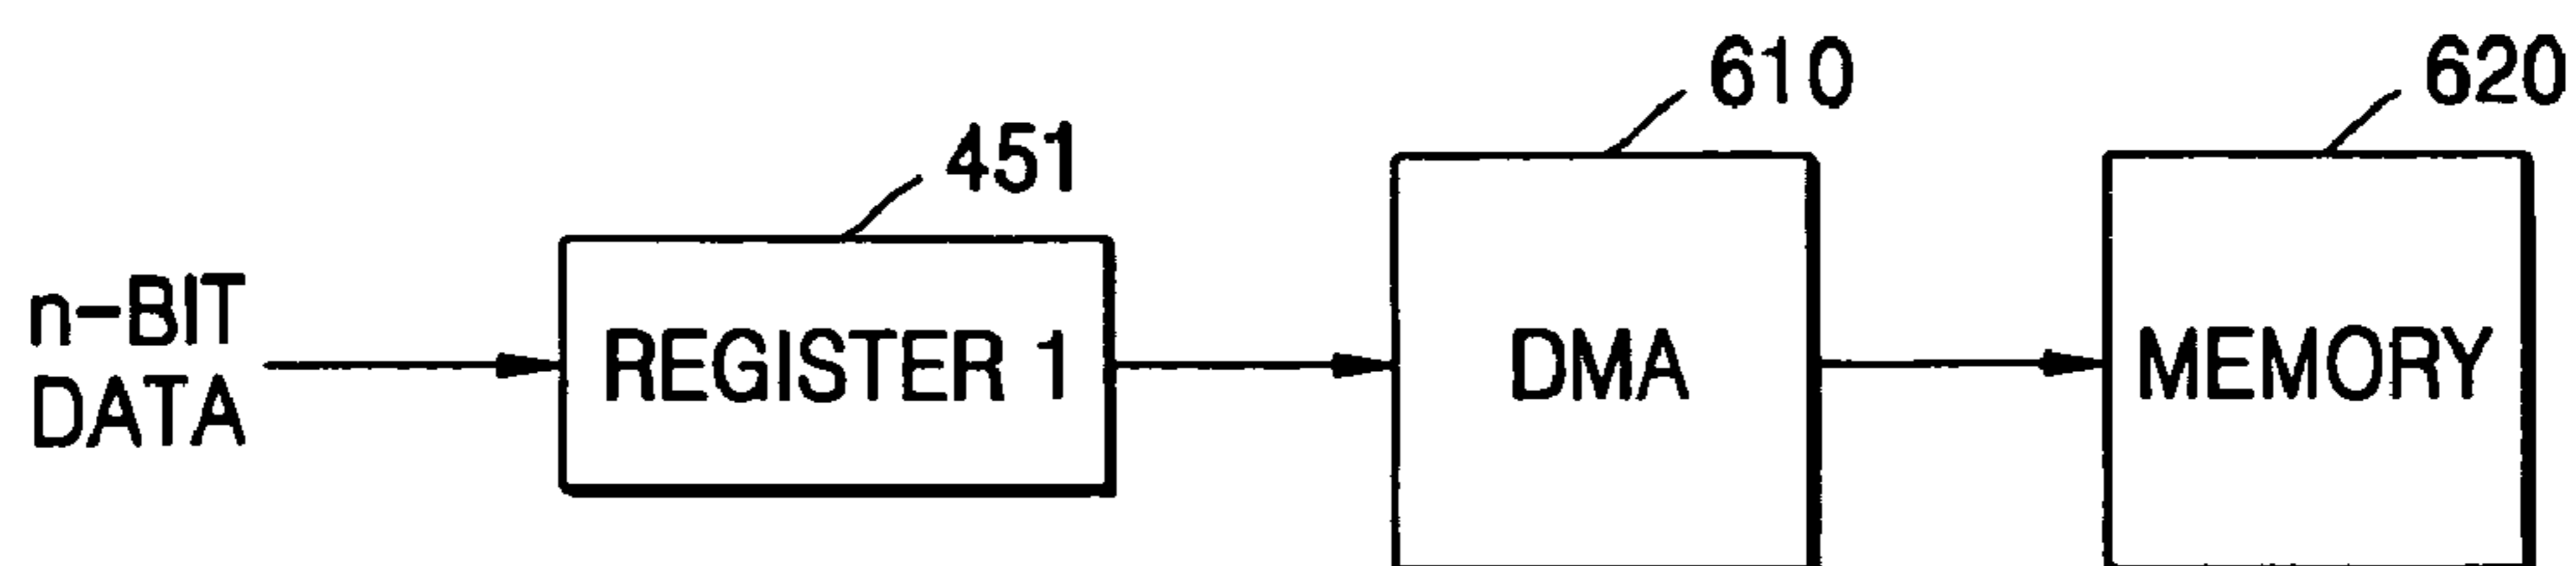 610
620
451
n-BIT
DATA
REGISTER 1
DMA
MEMORY